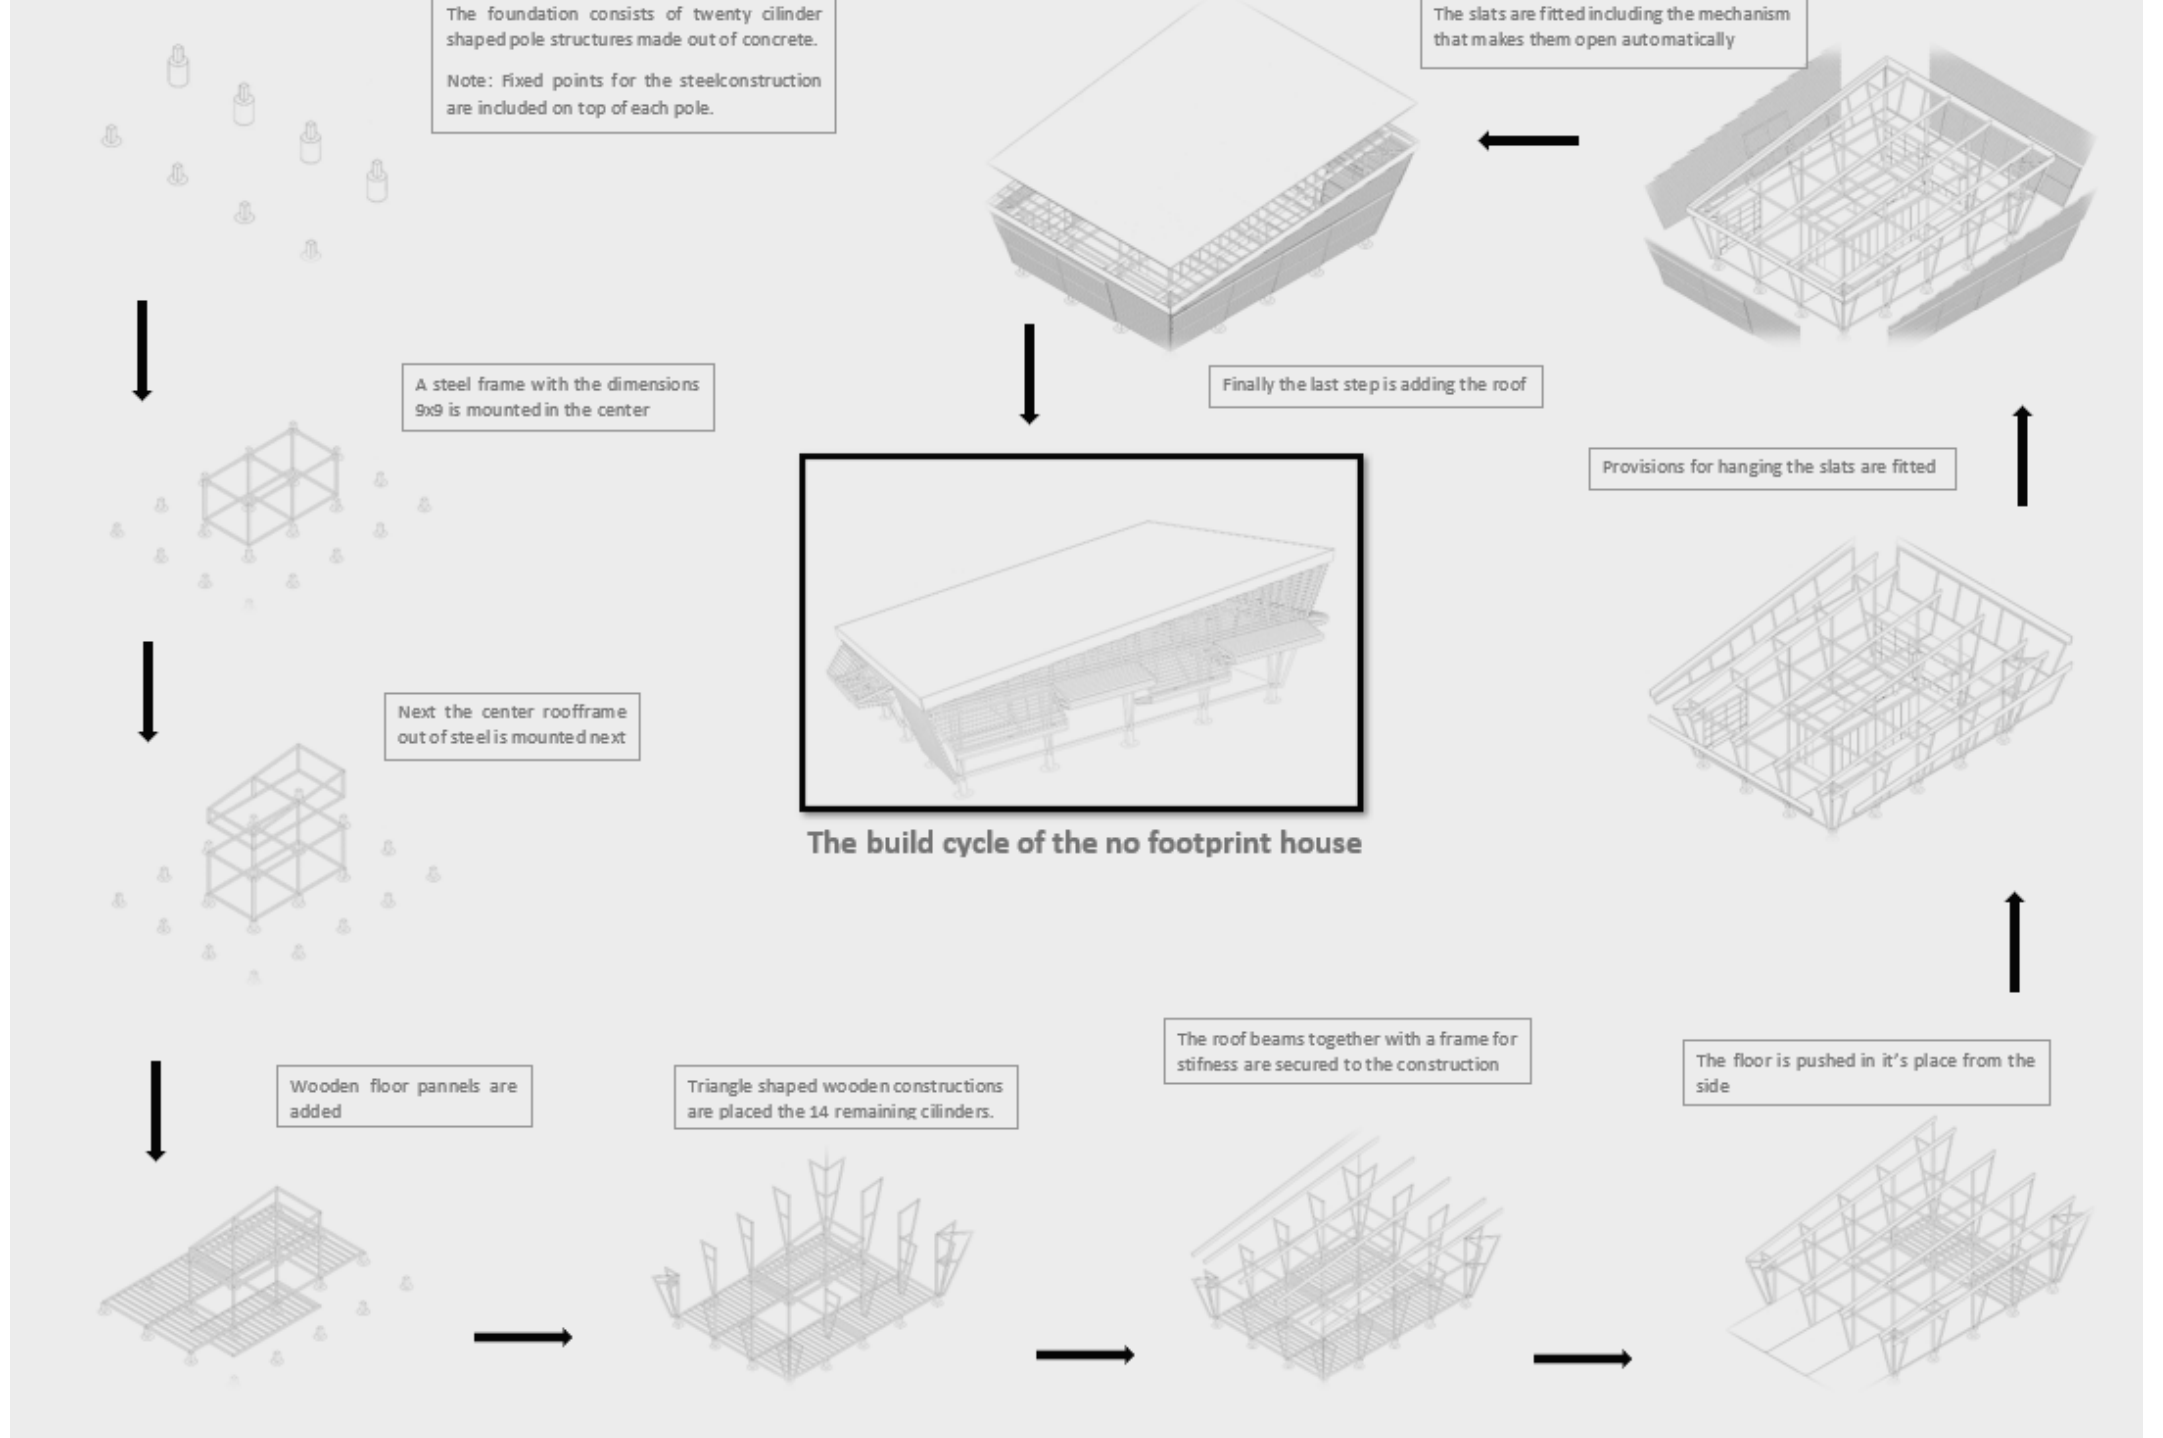 The foundation consists of twenty cilinder
shaped pole structures made out of concrete.
Note: Fixed points for the steelconstruction
are included on top of each pole.
A steel frame with the dimensions
9x9 is mounted in the center
Next the center roofframe
out of steel is mounted next
Wooden floor pannels are
added
Triangle shaped wooden constructions
are placed the 14 remaining cilinders.
The roof beams together with a frame for
stifness are secured to the construction
The floor is pushed in it's place from the
side
Provisions for hanging the slats are fitted
The slats are fitted including the mechanism
that makes them open automatically
Finally the last step is adding the roof
The build cycle of the no footprint house